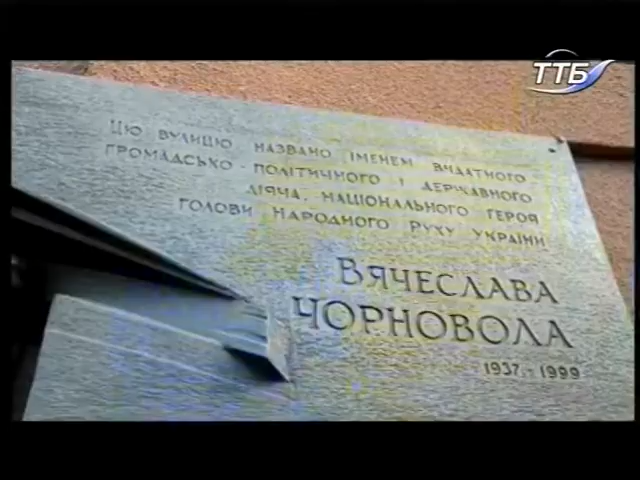 ТТБ
ЦЮ ВУЛИЦЮ НАЗВАНО ІМЕНЕМ ВИДАТНОГО
ГРОМАДСЬКО-ПОЛІТИЧНОГО І ДЕРЖАВНОГО
ДІЯЧА, НАЦІОНАЛЬНОГО ГЕРОЯ
ГОЛОВИ НАРОДНОГО РУХУ УКРАЇНИ
ВЯЧЕСЛАВА
ЧОРНОВОЛА
1937 - 1999